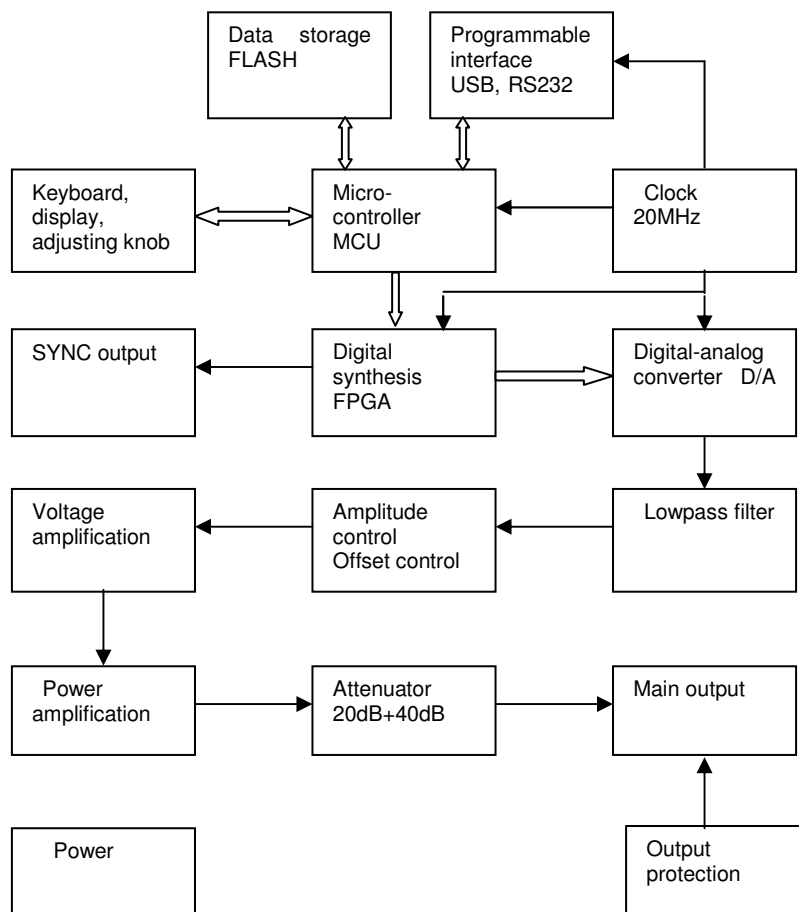 Data storage
FLASH
Programmable
interface
USB, RS232
Keyboard,
display,
adjusting knob
Micro-
controller
MCU
Clock
20MHz
SYNC output
Digital
synthesis
FPGA
Digital-analog
converter D/A
Voltage
amplification
Amplitude
control
Offset control
Lowpass filter
Power
amplification
Attenuator
20dB+40dB
Main output
Power
Output
protection